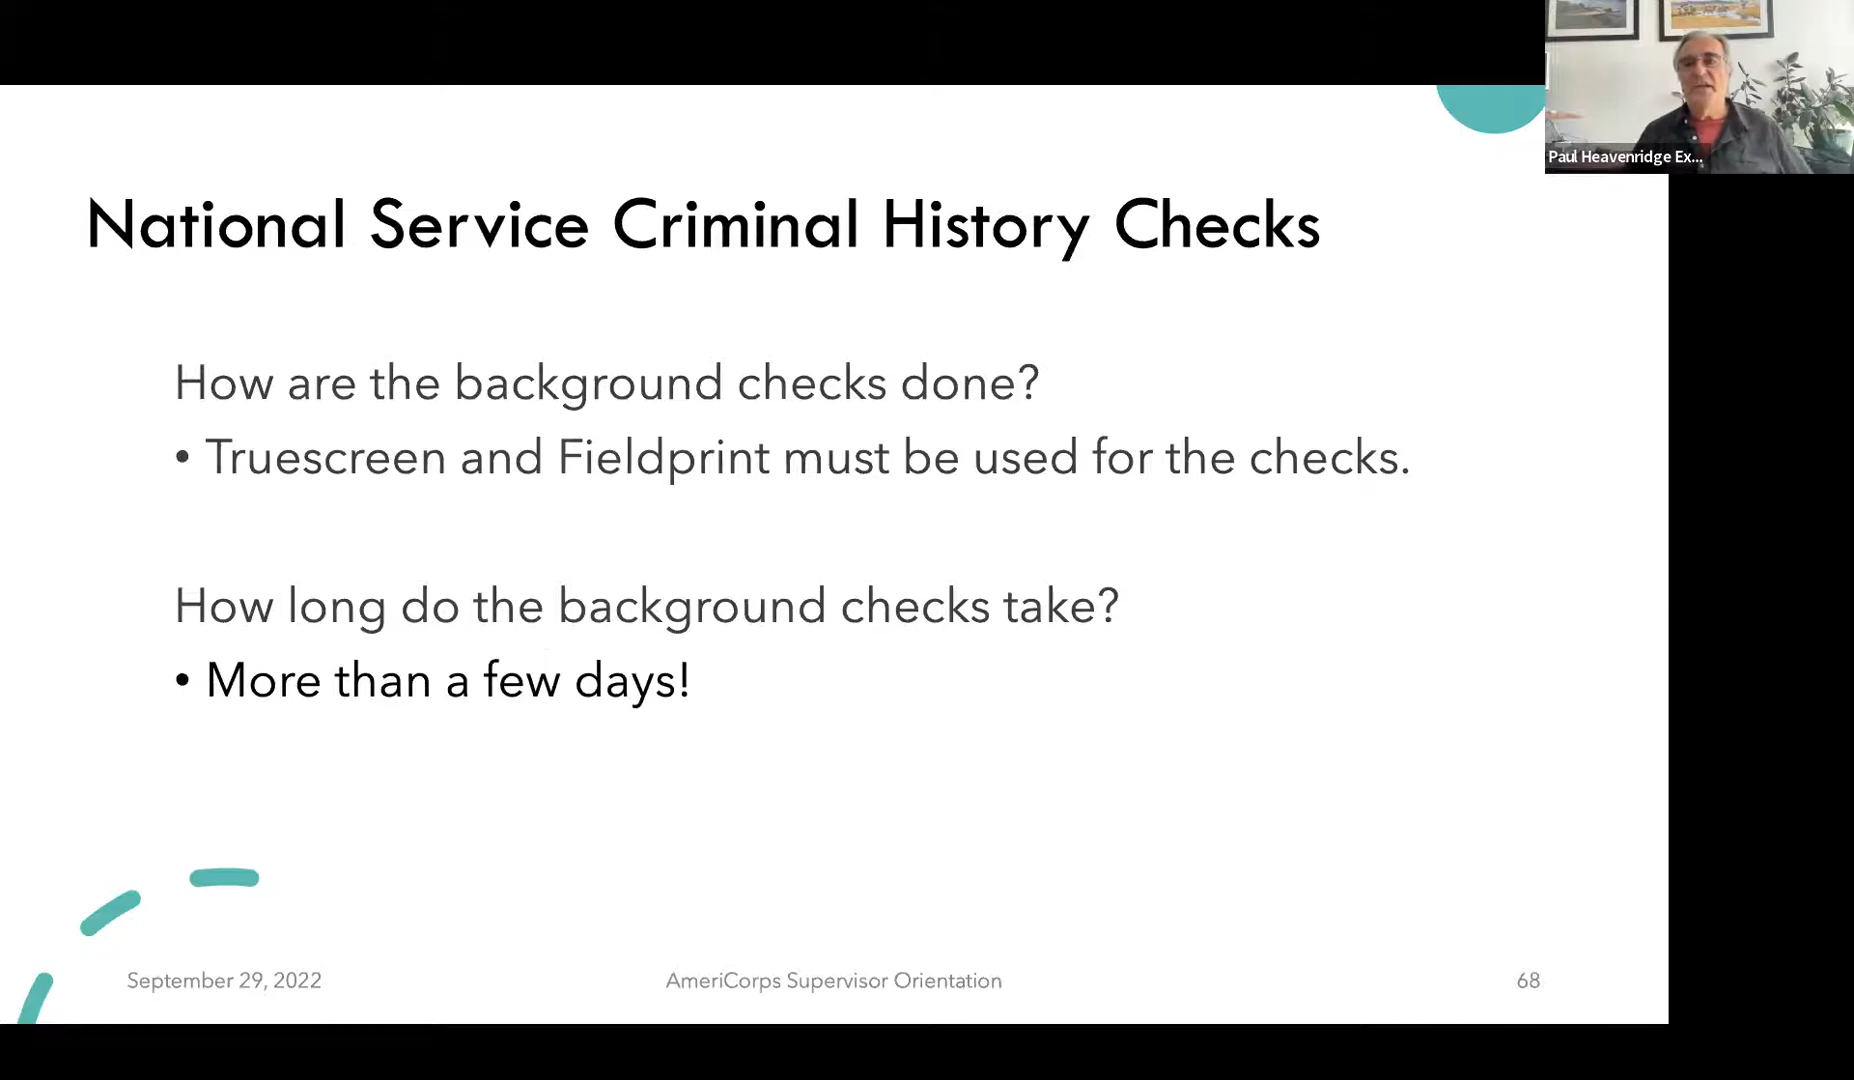 Paul Heavenridge Ex...
National Service Criminal History Checks
How are the background checks done?
• Truescreen and Fieldprint must be used for the checks.
How long do the background checks take?
• More than a few days!
September 29, 2022
AmeriCorps Supervisor Orientation
68